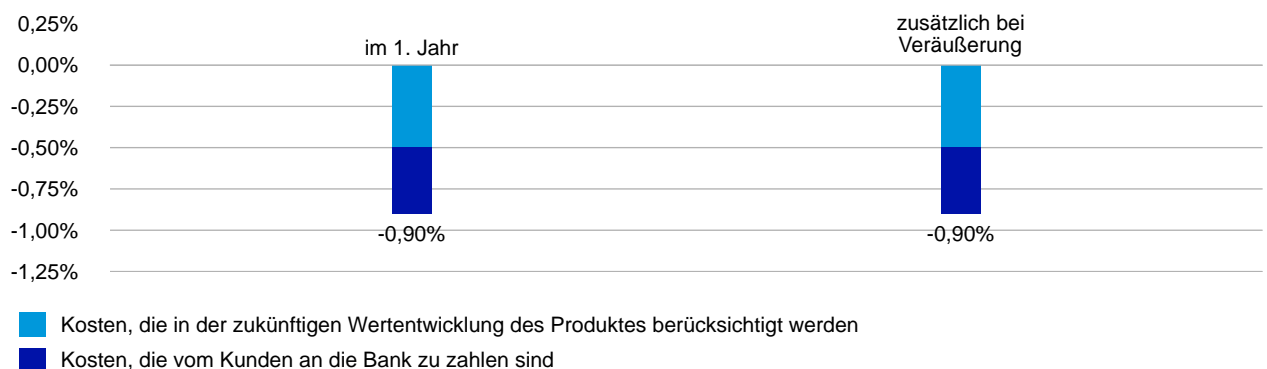 0,25%
im 1. Jahr
zusätzlich bei
Veräußerung
0,00%
-0,25%
-0,50%
-0,75%
-1,00%
-0,90%
-0,90%
-1,25%
Kosten, die in der zukünftigen Wertentwicklung des Produktes berücksichtigt werden
Kosten, die vom Kunden an die Bank zu zahlen sind